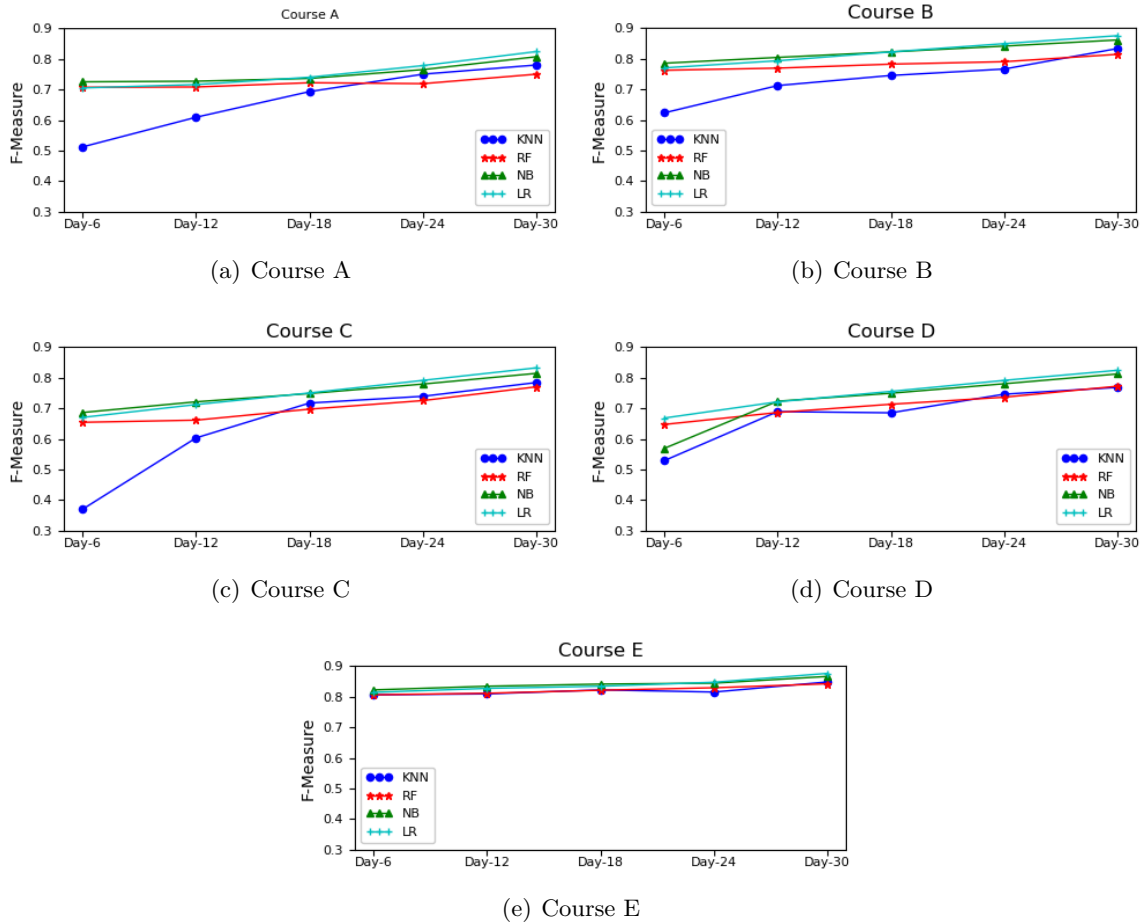 Course A
F-Measure
0.9
0.8
0.7
0.6
0.5
0.4
0.3
KNN
RF
NB
LR
Day-6 Day-12 Day-18 Day-24 Day-30
(a) Course A
Course B
F-Measure
0.9
0.8
0.7
0.6
0.5
0.4
0.3
KNN
RF
NB
LR
Day-6 Day-12 Day-18 Day-24 Day-30
(b) Course B
Course C
F-Measure
0.9
0.8
0.7
0.6
0.5
0.4
0.3
KNN
RF
NB
LR
Day-6 Day-12 Day-18 Day-24 Day-30
(c) Course C
Course D
F-Measure
0.9
0.8
0.7
0.6
0.5
0.4
0.3
KNN
RF
NB
LR
Day-6 Day-12 Day-18 Day-24 Day-30
(d) Course D
Course E
F-Measure
0.9
0.8
0.7
0.6
0.5
0.4
0.3
KNN
RF
NB
LR
Day-6 Day-12 Day-18 Day-24 Day-30
(e) Course E